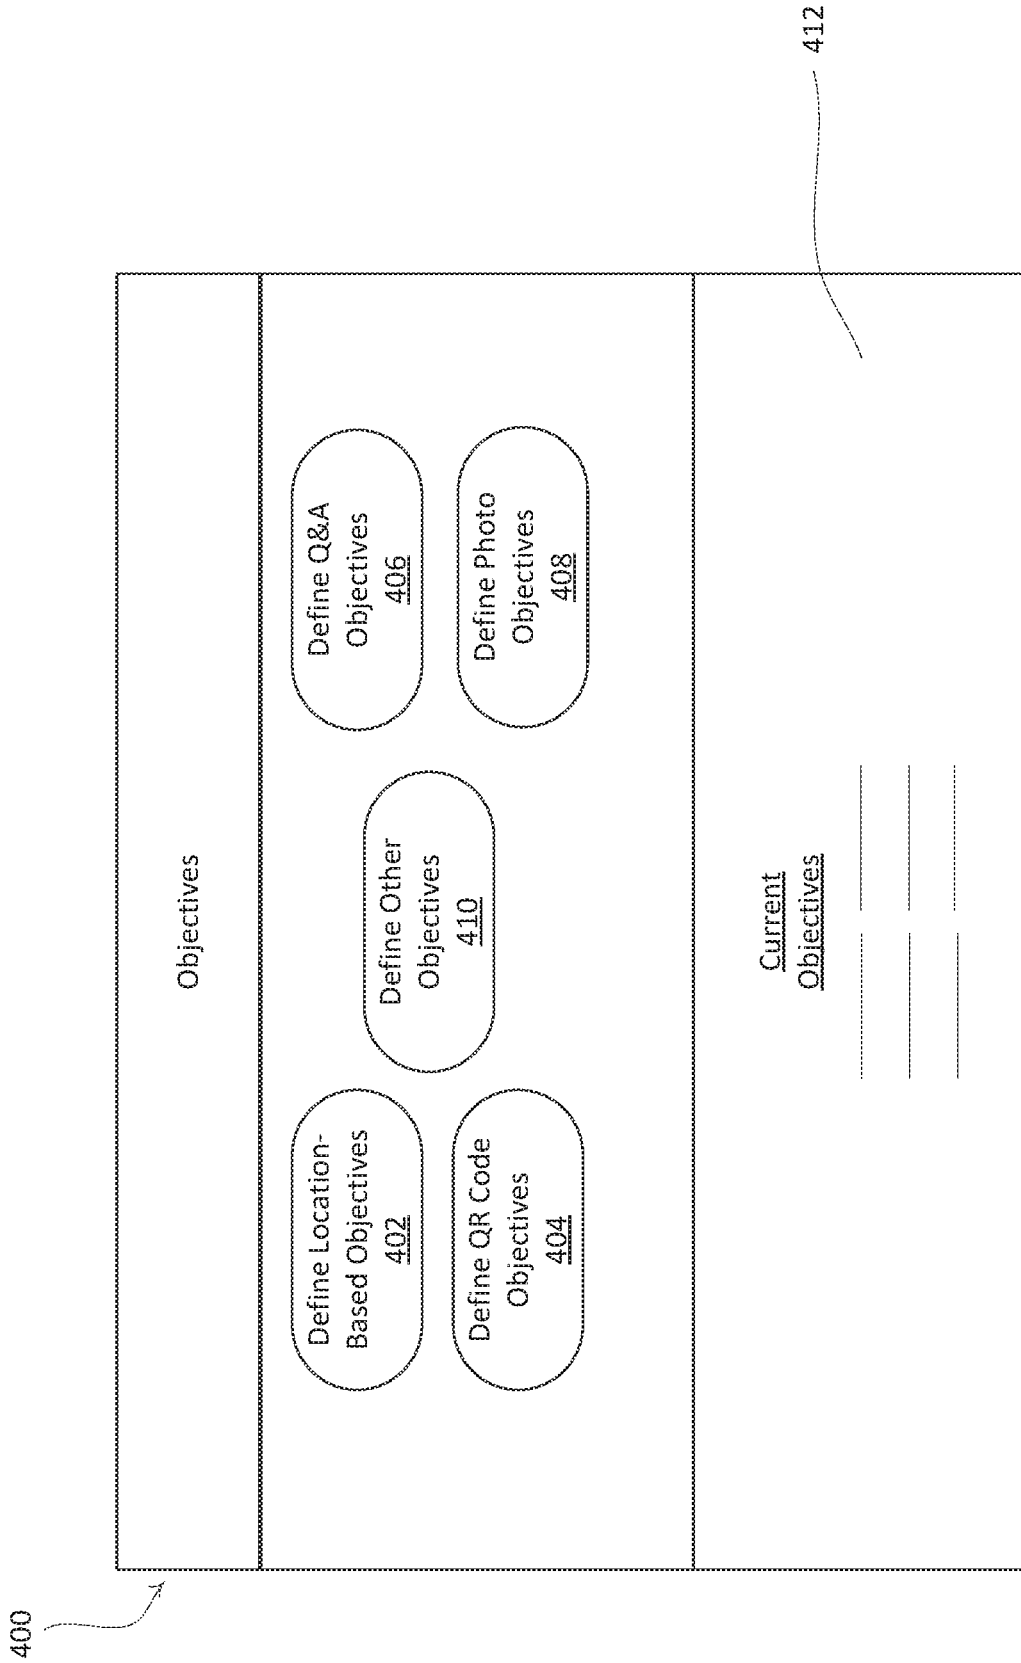 400
Objectives
Define Location-
Based Objectives
402
Define Q&A
Objectives
406
Define Other
Objectives
410
Define QR Code
Objectives
404
Define Photo
Objectives
408
Current
Objectives
412